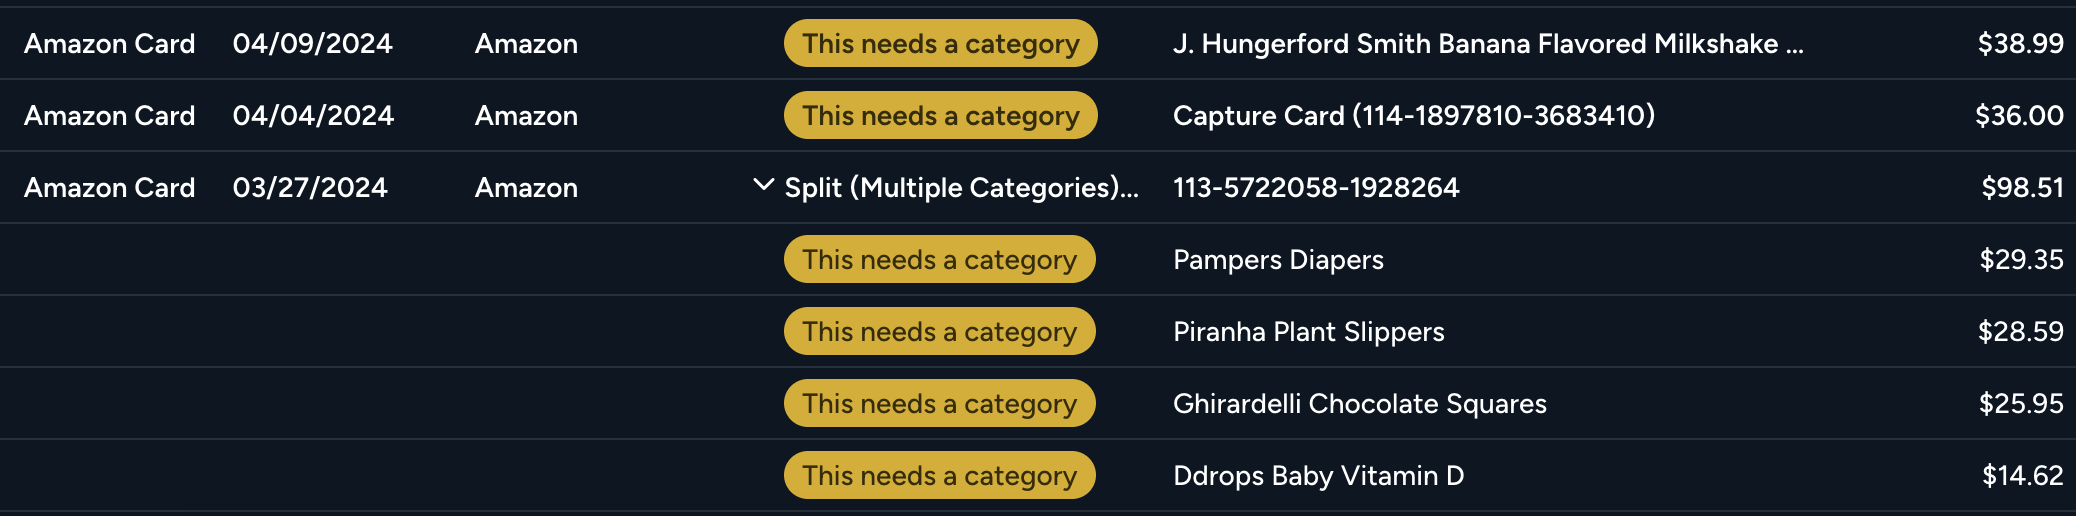 Amazon Card 04/09/2024 Amazon This needs a category J. Hungerford Smith Banana Flavored Milkshake ... $38.99
Amazon Card 04/04/2024 Amazon This needs a category Capture Card (114-1897810-3683410) $36.00
Amazon Card 03/27/2024 Amazon Split (Multiple Categories)... 113-5722058-1928264 $98.51
This needs a category Pampers Diapers $29.35
This needs a category Piranha Plant Slippers $28.59
This needs a category Ghirardelli Chocolate Squares $25.95
This needs a category Ddrops Baby Vitamin D $14.62